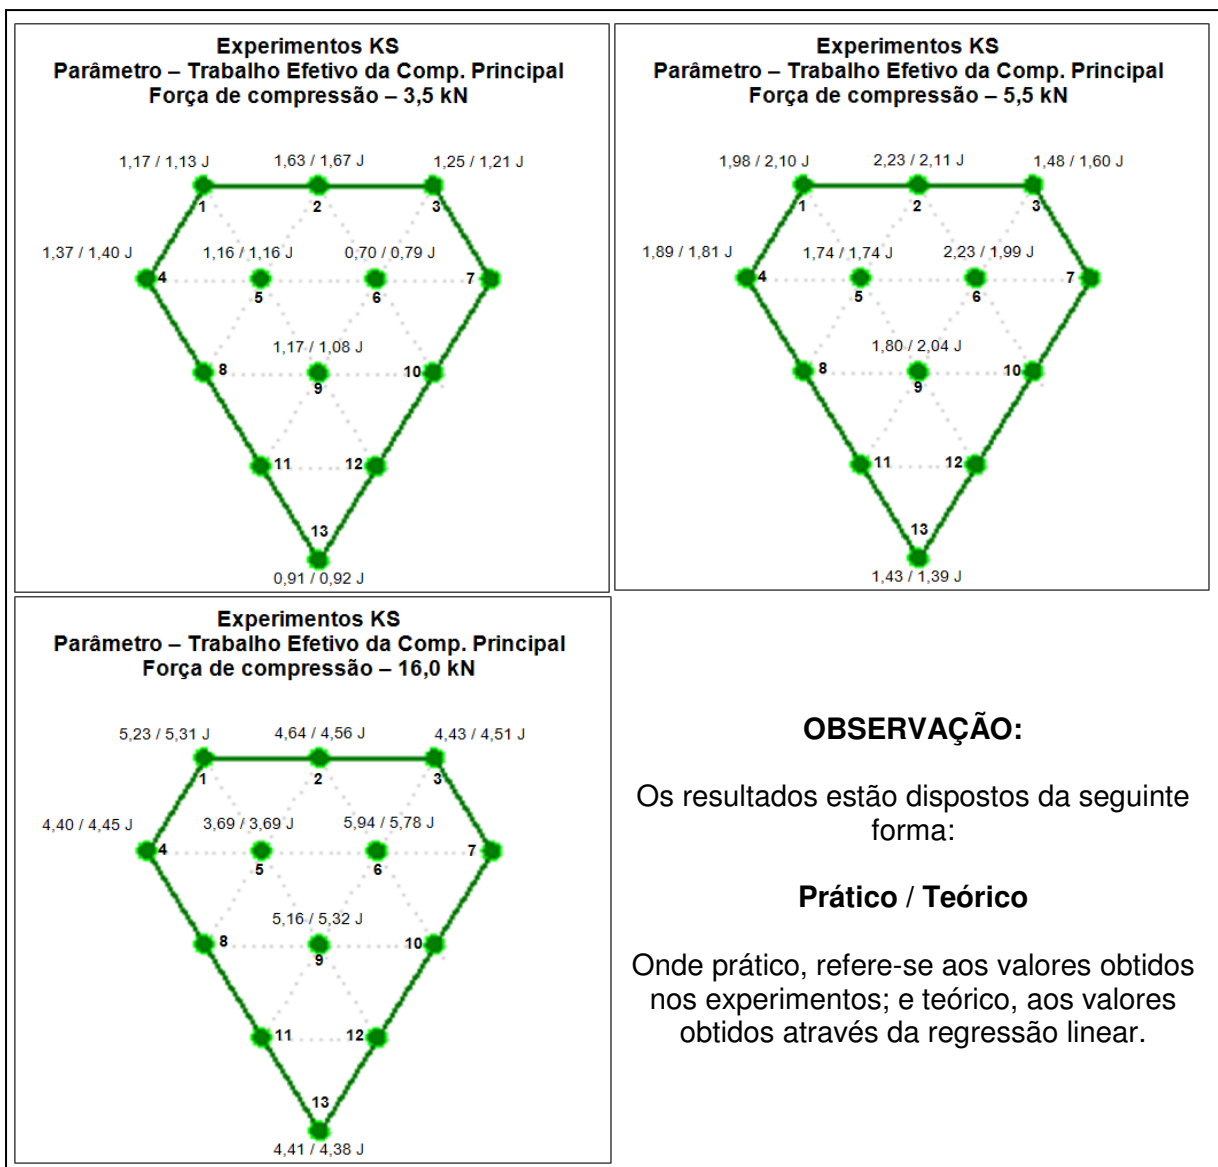 Experimentos KS
Parâmetro – Trabalho Efetivo da Comp. Principal
Força de compressão – 3,5 kN
1,17 / 1,13 J 1,63 / 1,67 J 1,25 / 1,21 J
1 2 3
1,37 / 1,40 J 1,16 / 1,16 J 0,70 / 0,79 J
4 5 6 7
1,17 / 1,08 J
8 9 10
11 12
13
0,91 / 0,92 J
Experimentos KS
Parâmetro – Trabalho Efetivo da Comp. Principal
Força de compressão – 5,5 kN
1,98 / 2,10 J 2,23 / 2,11 J 1,48 / 1,60 J
1 2 3
1,89 / 1,81 J 1,74 / 1,74 J 2,23 / 1,99 J
4 5 6 7
1,80 / 2,04 J
8 9 10
11 12
13
1,43 / 1,39 J
Experimentos KS
Parâmetro – Trabalho Efetivo da Comp. Principal
Força de compressão – 16,0 kN
5,23 / 5,31 J 4,64 / 4,56 J 4,43 / 4,51 J
1 2 3
4,40 / 4,45 J 3,69 / 3,69 J 5,94 / 5,78 J
4 5 6 7
5,16 / 5,32 J
8 9 10
11 12
13
4,41 / 4,38 J
OBSERVAÇÃO:
Os resultados estão dispostos da seguinte
forma:
Prático / Teórico
Onde prático, refere-se aos valores obtidos
nos experimentos; e teórico, aos valores
obtidos através da regressão linear.